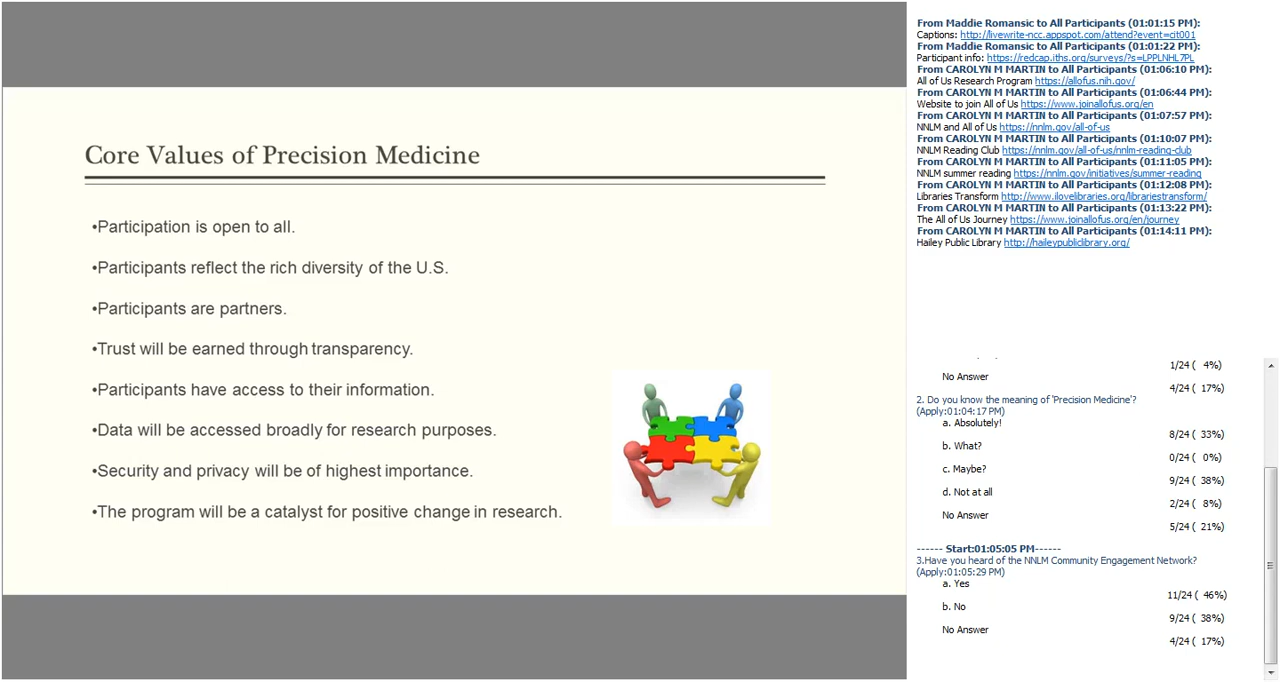 Core Values of Precision Medicine
•Participation is open to all.
•Participants reflect the rich diversity of the U.S.
•Participants are partners.
•Trust will be earned through transparency.
•Participants have access to their information.
•Data will be accessed broadly for research purposes.
•Security and privacy will be of highest importance.
•The program will be a catalyst for positive change in research.
From Maddie Romansic to All Participants (01:01:15 PM):
Captions: http://livewrite-ncc.appspot.com/attend?event=cit001
From Maddie Romansic to All Participants (01:01:22 PM):
Participant info: https://redcap.iths.org/surveys/?s=LPPLNHL7PL
From CAROLYN M MARTIN to All Participants (01:06:10 PM):
All of Us Research Program https://allofus.nih.gov/
From CAROLYN M MARTIN to All Participants (01:06:44 PM):
Website to join All of Us https://www.joinallofus.org/en
From CAROLYN M MARTIN to All Participants (01:07:57 PM):
NNLM and All of Us https://nnlm.gov/all-of-us
From CAROLYN M MARTIN to All Participants (01:10:07 PM):
NNLM Reading Club https://nnlm.gov/all-of-us/nnlm-reading-club
From CAROLYN M MARTIN to All Participants (01:11:05 PM):
NNLM summer reading https://nnlm.gov/initiatives/summer-reading
From CAROLYN M MARTIN to All Participants (01:12:08 PM):
Libraries Transform http://www.ilovelibraries.org/librariestransform/
From CAROLYN M MARTIN to All Participants (01:13:22 PM):
The All of Us Journey https://www.joinallofus.org/en/journey
From CAROLYN M MARTIN to All Participants (01:14:11 PM):
Hailey Public Library http://haileypubliclibrary.org/
1/24 ( 4%)
No Answer
4/24 ( 17%)
2. Do you know the meaning of 'Precision Medicine'?
(Apply:01:04:17 PM)
a. Absolutely!
8/24 ( 33%)
b. What?
0/24 ( 0%)
c. Maybe?
9/24 ( 38%)
d. Not at all
2/24 ( 8%)
No Answer
5/24 ( 21%)
------ Start:01:05:05 PM------
3.Have you heard of the NNLM Community Engagement Network?
(Apply:01:05:29 PM)
a. Yes
11/24 ( 46%)
b. No
9/24 ( 38%)
No Answer
4/24 ( 17%)